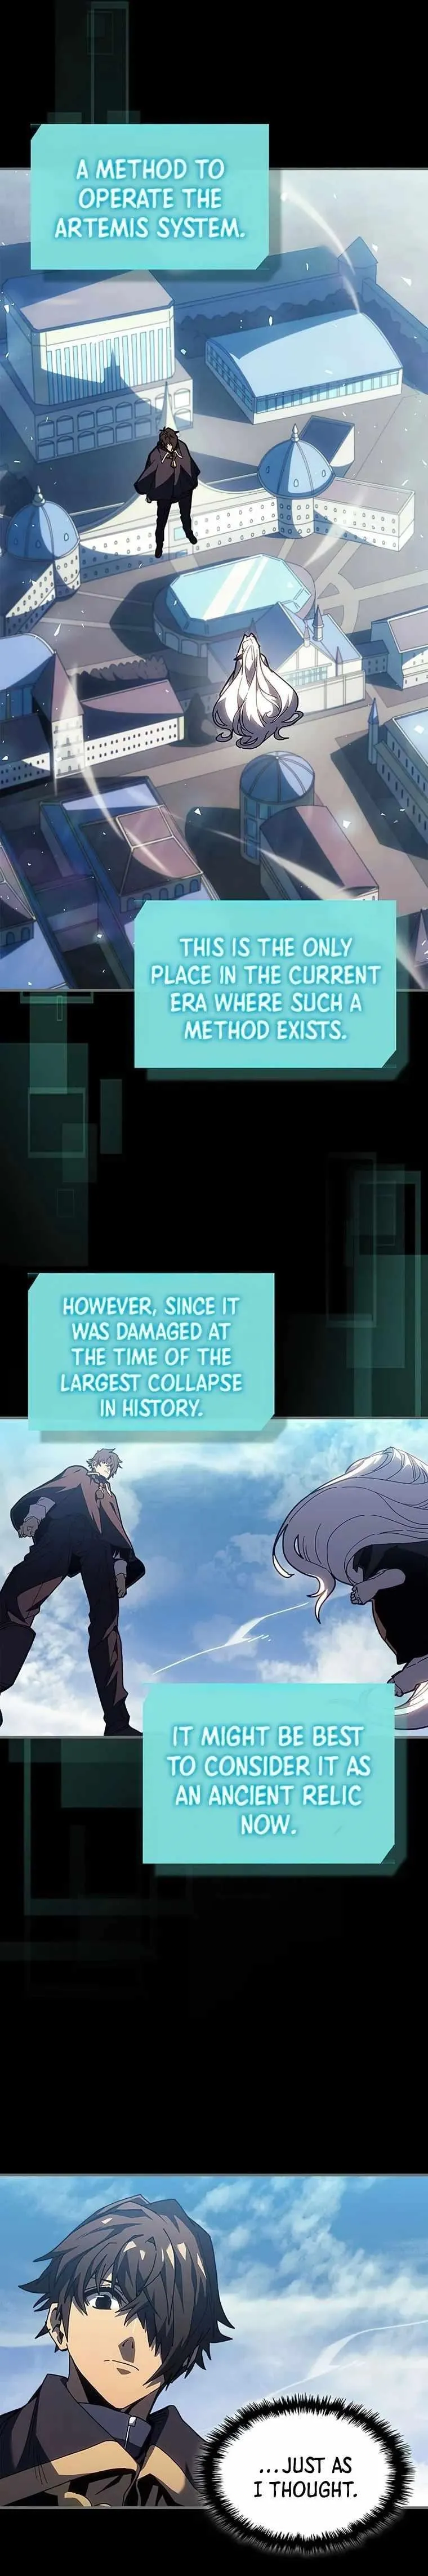 A METHOD TO
OPERATE THE
ARTEMIS SYSTEM.
THIS IS THE ONLY
PLACE IN THE CURRENT
ERA WHERE SUCH A
METHOD EXISTS.
HOWEVER, SINCE IT
WAS DAMAGED AT
THE TIME OF THE
LARGEST COLLAPSE
IN HISTORY.
IT MIGHT BE BEST
TO CONSIDER IT AS
AN ANCIENT RELIC
NOW.
...JUST AS
I THOUGHT.